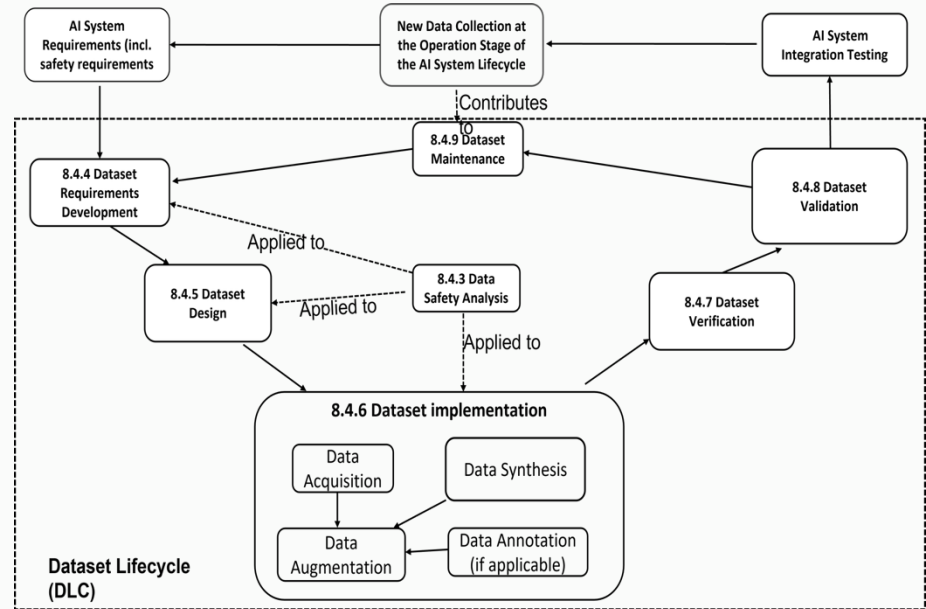 AI System
Requirements (incl.
safety requirements
New Data Collection at
the Operation Stage of
the AI System Lifecycle
AI System
Integration Testing
Contributes
to
8.4.9 Dataset
Maintenance
8.4.4 Dataset
Requirements
Development
8.4.8 Dataset
Validation
Applied to
8.4.5 Dataset
Design
Applied to
8.4.3 Data
Safety Analysis
8.4.7 Dataset
Verification
Applied to
8.4.6 Dataset implementation
Data
Acquisition
Data Synthesis
Data
Augmentation
Data Annotation
(if applicable)
Dataset Lifecycle
(DLC)